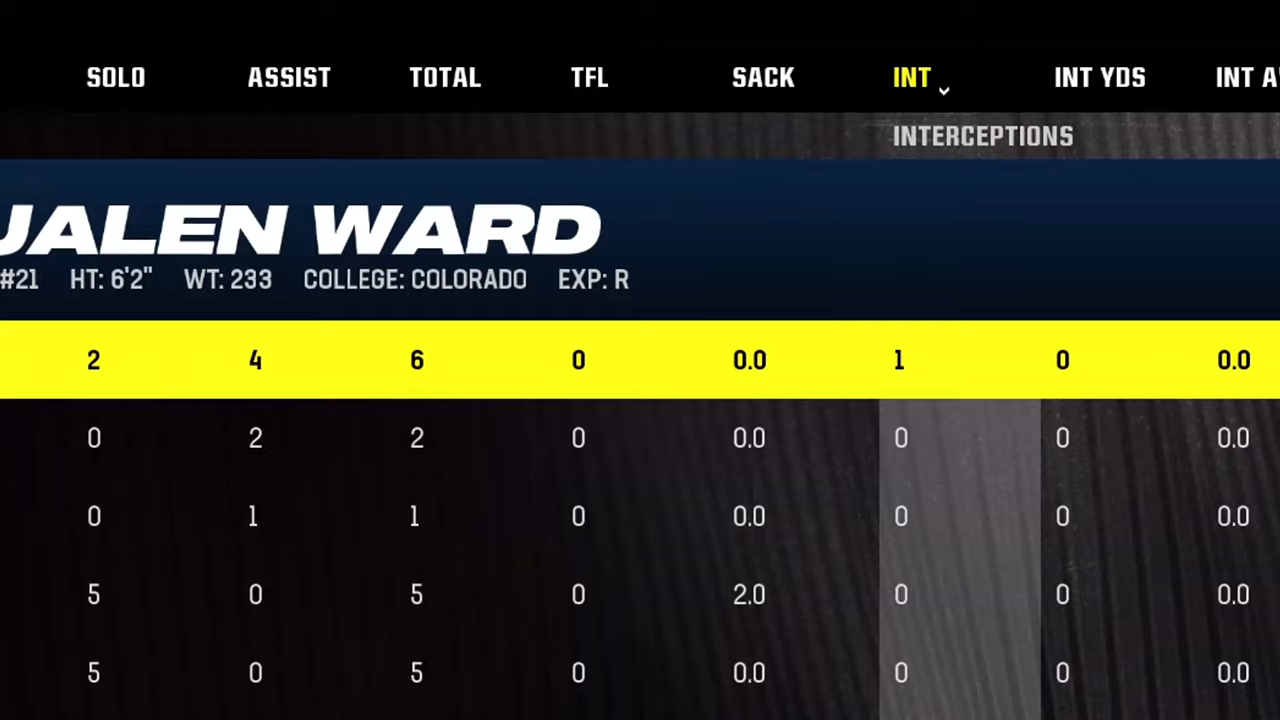 SOLO ASSIST TOTAL TFL SACK INT INT YDS INT A
INTERCEPTIONS
JALEN WARD
#21 HT: 6'2" WT: 233 COLLEGE: COLORADO EXP: R
2 4 6 0 0.0 1 0 0.0
0 2 2 0 0.0 0 0 0.0
0 1 1 0 0.0 0 0 0.0
5 0 5 0 2.0 0 0 0.0
5 0 5 0 0.0 0 0 0.0